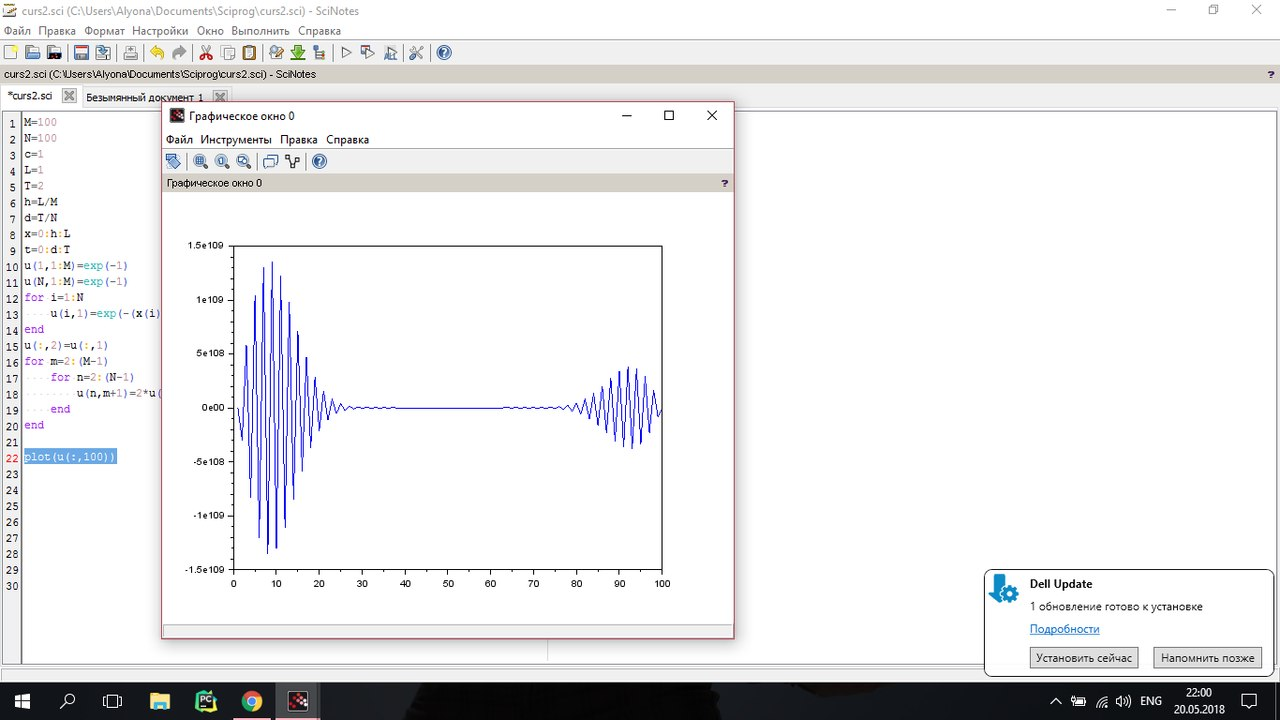 curs2.sci (C:\Users\Alyona\Documents\Sciprog\curs2.sci) - SciNotes
Файл Правка Формат Настройки Окно Выполнить Справка
curs2.sci (C:\Users\Alyona\Documents\Sciprog\curs2.sci) - SciNotes ?
*curs2.sci Безымянный документ 1
1 M=100
2 N=100
3 c=1
4 L=1
5 T=2
6 h=L/M
7 d=T/N
8 x=0:h:L
9 t=0:d:T
10 u(1,1:M)=exp(-1)
11 u(N,1:M)=exp(-1)
12 for i=1:N
13 u(i,1)=exp(-(x(i)
14 end
15 u(:,2)=u(:,1)
16 for m=2:(M-1)
17 for n=2:(N-1)
18 u(n,m+1)=2*u(
19 end
20 end
21
22 plot(u(:,100))
23
24
25
26
27
28
29
30
Графическое окно 0
Файл Инструменты Правка Справка
Графическое окно 0 ?
1.5e109
1e109
5e108
0e00
-5e108
-1e109
-1.5e109
0 10 20 30 40 50 60 70 80 90 100
Dell Update
1 обновление готово к установке
Подробности
Установить сейчас Напомнить позже
PC
ENG
22:00
20.05.2018